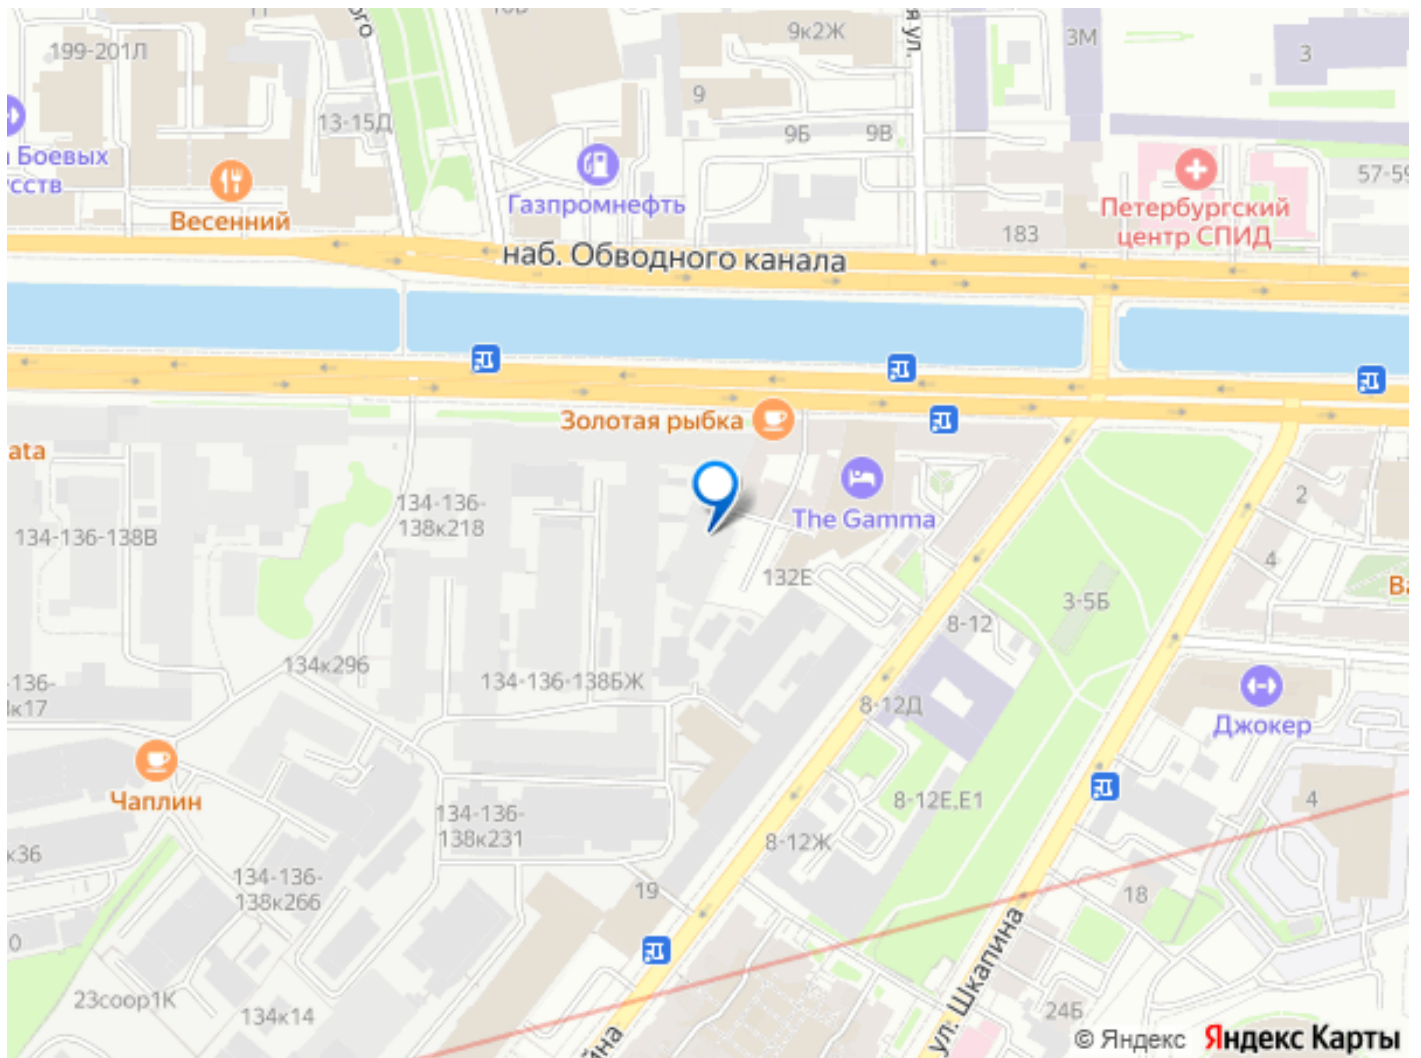 199-201Л
9к2Ж
я ул.
3М
3
9
13-15Д
9Б
9В
Боевых
Весенний
Газпромнефть
57-59
Петербургский
центр СПИД
183
наб. Обводного канала
Золотая рыбка
ata
134-136-
138к218
134-136-138В
The Gamma
132Е
2
4
3-5Б
8-12
134к296
134-136-138БЖ
8-12Д
Джокер
Чаплин
134-136-
138к231
8-12Е,Е1
4
8-12Ж
к36
134-136-
138к266
19
18
23соор1К
134к14
ул. Шкапина
24Б
© Яндекс Яндекс Карты